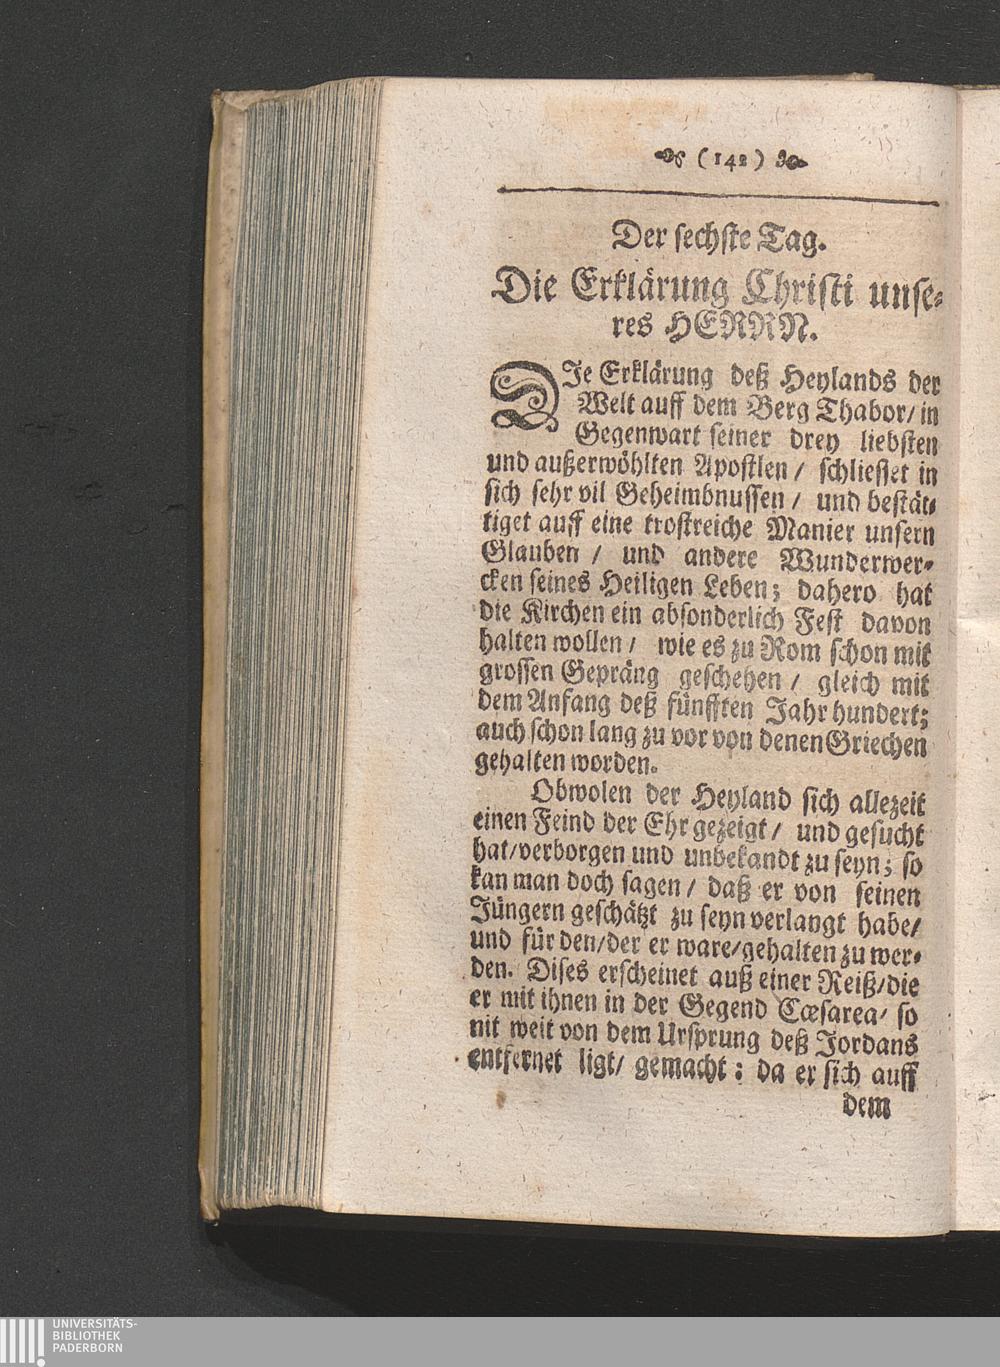 (142)
Der sechste Tag.
Die Erklärung Christi unse-
res HERRN.
DIe Erklärung deß Heylands der
Welt auff dem Berg Thabor/ in
Gegenwart seiner drey liebsten
und außerwöhlten Apostlen/ schliesset in
sich sehr vil Geheimbnussen/ und bestät-
tiget auff eine trostreiche Manier unsern
Glauben/ und andere Wunderwer-
cken seines Heiligen Leben; dahero hat
die Kirchen ein absonderlich Fest davon
halten wollen/ wie es zu Rom schon mit
grossen Gepräng geschehen/ gleich mit
dem Anfang deß fünfften Jahr hundert;
auch schon lang zu vor von denen Griechen
gehalten worden.
Obwolen der Heyland sich allezeit
einen Feind der Ehr gezeigt/ und gesucht
hat/verborgen und unbekandt zu seyn; so
kan man doch sagen/ daß er von seinen
Jüngern geschätzt zu seyn verlangt habe/
und für den/der er ware/gehalten zu wer-
den. Dises erscheinet auß einer Reiß/die
er mit ihnen in der Gegend Cæsarea/ so
nit weit von dem Ursprung deß Jordans
entfernet ligt/ gemacht: da er sich auff
dem
UNIVERSITÄTS-
BIBLIOTHEK
PADERBORN